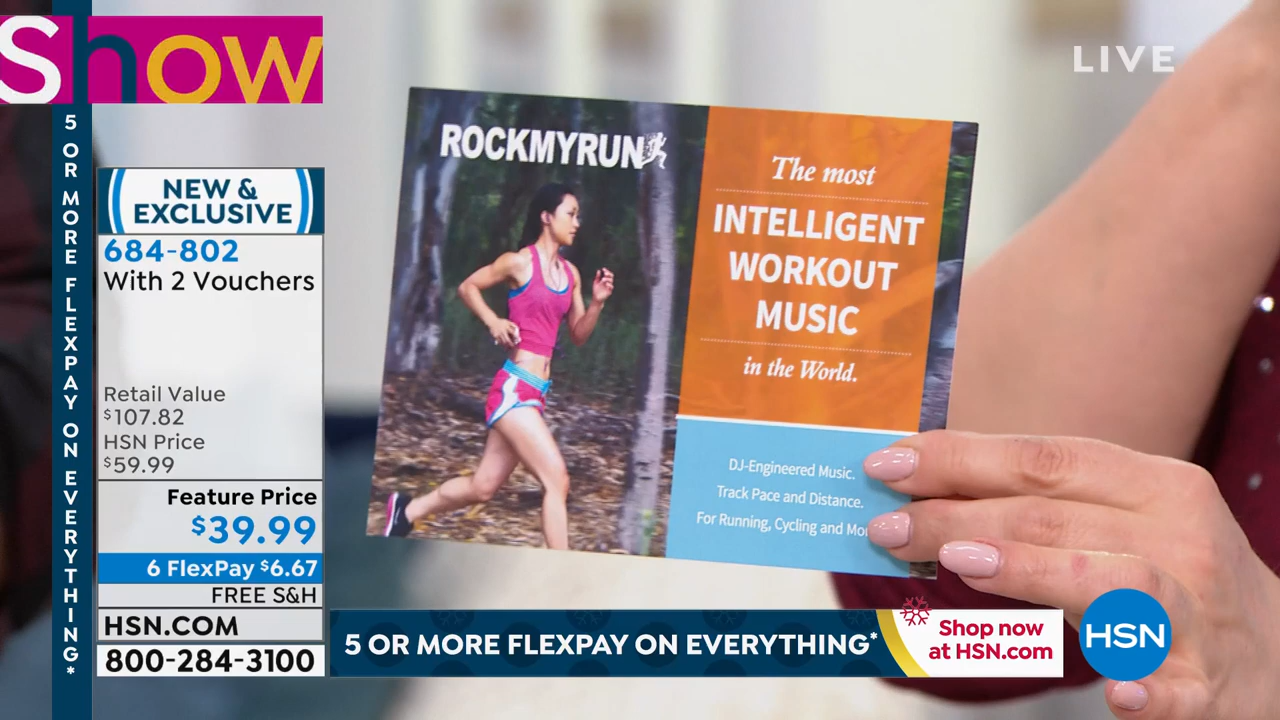 Show
5 OR MORE FLEXPAY ON EVERYTHING*
LIVE
NEW &
EXCLUSIVE
684-802
With 2 Vouchers
Retail Value
$107.82
HSN Price
$59.99
Feature Price
$39.99
6 FlexPay $6.67
FREE S&H
HSN.COM
800-284-3100
ROCKMYRUN
The most
INTELLIGENT
WORKOUT
MUSIC
in the World.
DJ-Engineered Music.
Track Pace and Distance.
For Running, Cycling and Mo
5 OR MORE FLEXPAY ON EVERYTHING*
Shop now
at HSN.com
HSN